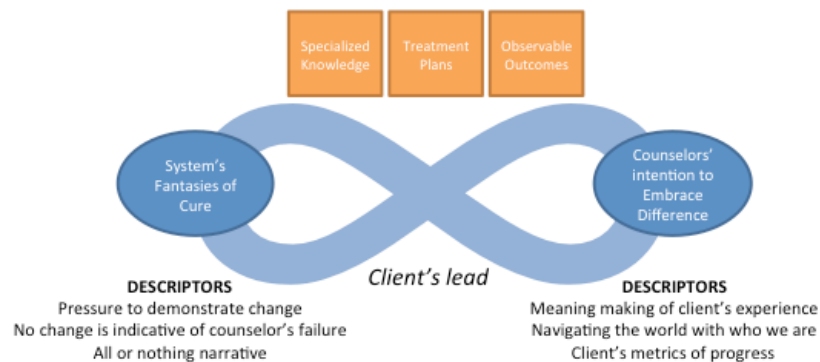 Specialized
Knowledge
Treatment
Plans
Observable
Outcomes
System's
Fantasies of
Cure
Counselors'
intention to
Embrace
Difference
Client's lead
DESCRIPTORS
Pressure to demonstrate change
No change is indicative of counselor's failure
All or nothing narrative
DESCRIPTORS
Meaning making of client's experience
Navigating the world with who we are
Client's metrics of progress